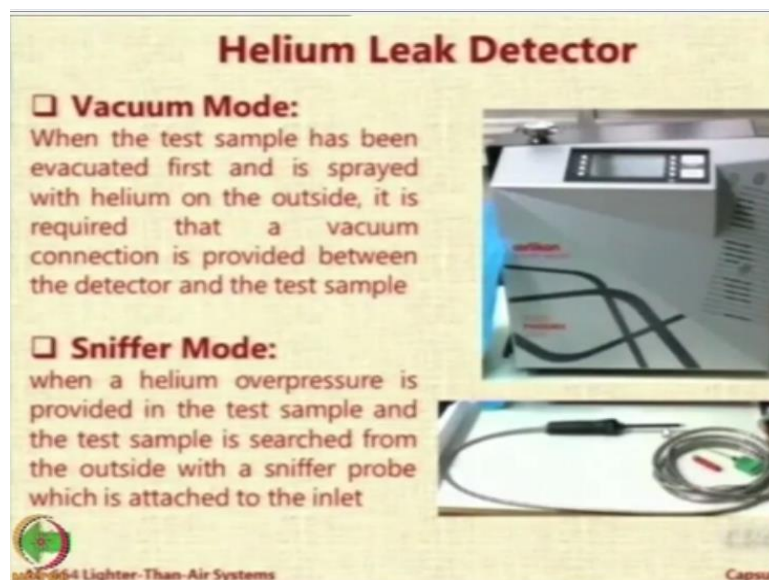 Helium Leak Detector
❑ Vacuum Mode:
When the test sample has been
evacuated first and is sprayed
with helium on the outside, it is
required that a vacuum
connection is provided between
the detector and the test sample
❑ Sniffer Mode:
when a helium overpressure is
provided in the test sample and
the test sample is searched from
the outside with a sniffer probe
which is attached to the inlet
oerlikon
Lighter-Than-Air Systems
Capsu